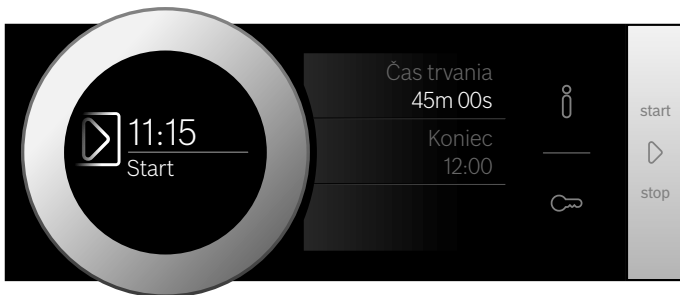 11:15
Start
Čas trvania
45m 00s
Koniec
12:00
start
stop